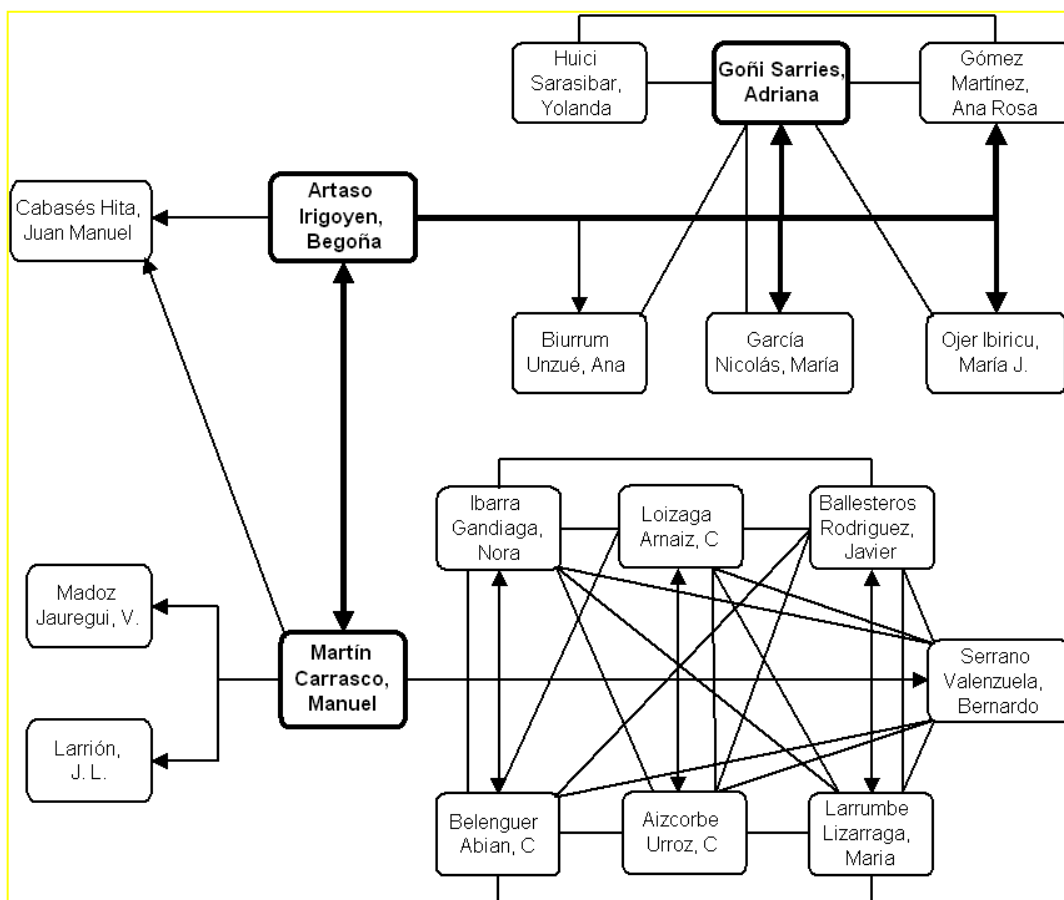 Huici
Sarasibar,
Yolanda
Goñi Sarries,
Adriana
Gómez
Martínez,
Ana Rosa
Cabasés Hita,
Juan Manuel
Artaso
Irigoyen,
Begoña
Biurrum
Unzué, Ana
García
Nicolás, María
Ojer Ibiricu,
María J.
Ibarra
Gandiaga,
Nora
Loizaga
Arnaiz, C
Ballesteros
Rodriguez,
Javier
Madoz
Jauregui, V.
Martín
Carrasco,
Manuel
Serrano
Valenzuela,
Bernardo
Larrión,
J. L.
Belenguer
Abian, C
Aizcorbe
Urroz, C
Larrumbe
Lizarraga,
Maria